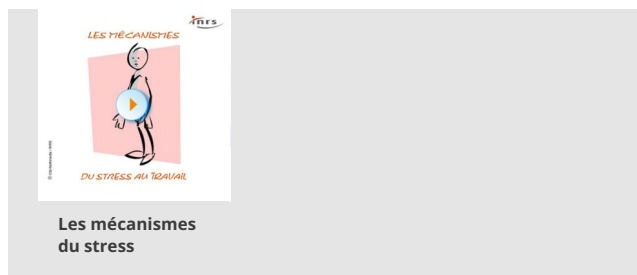 inrs
LES MÉCANISMES
DU STRESS AU TRAVAIL
Les mécanismes
du stress